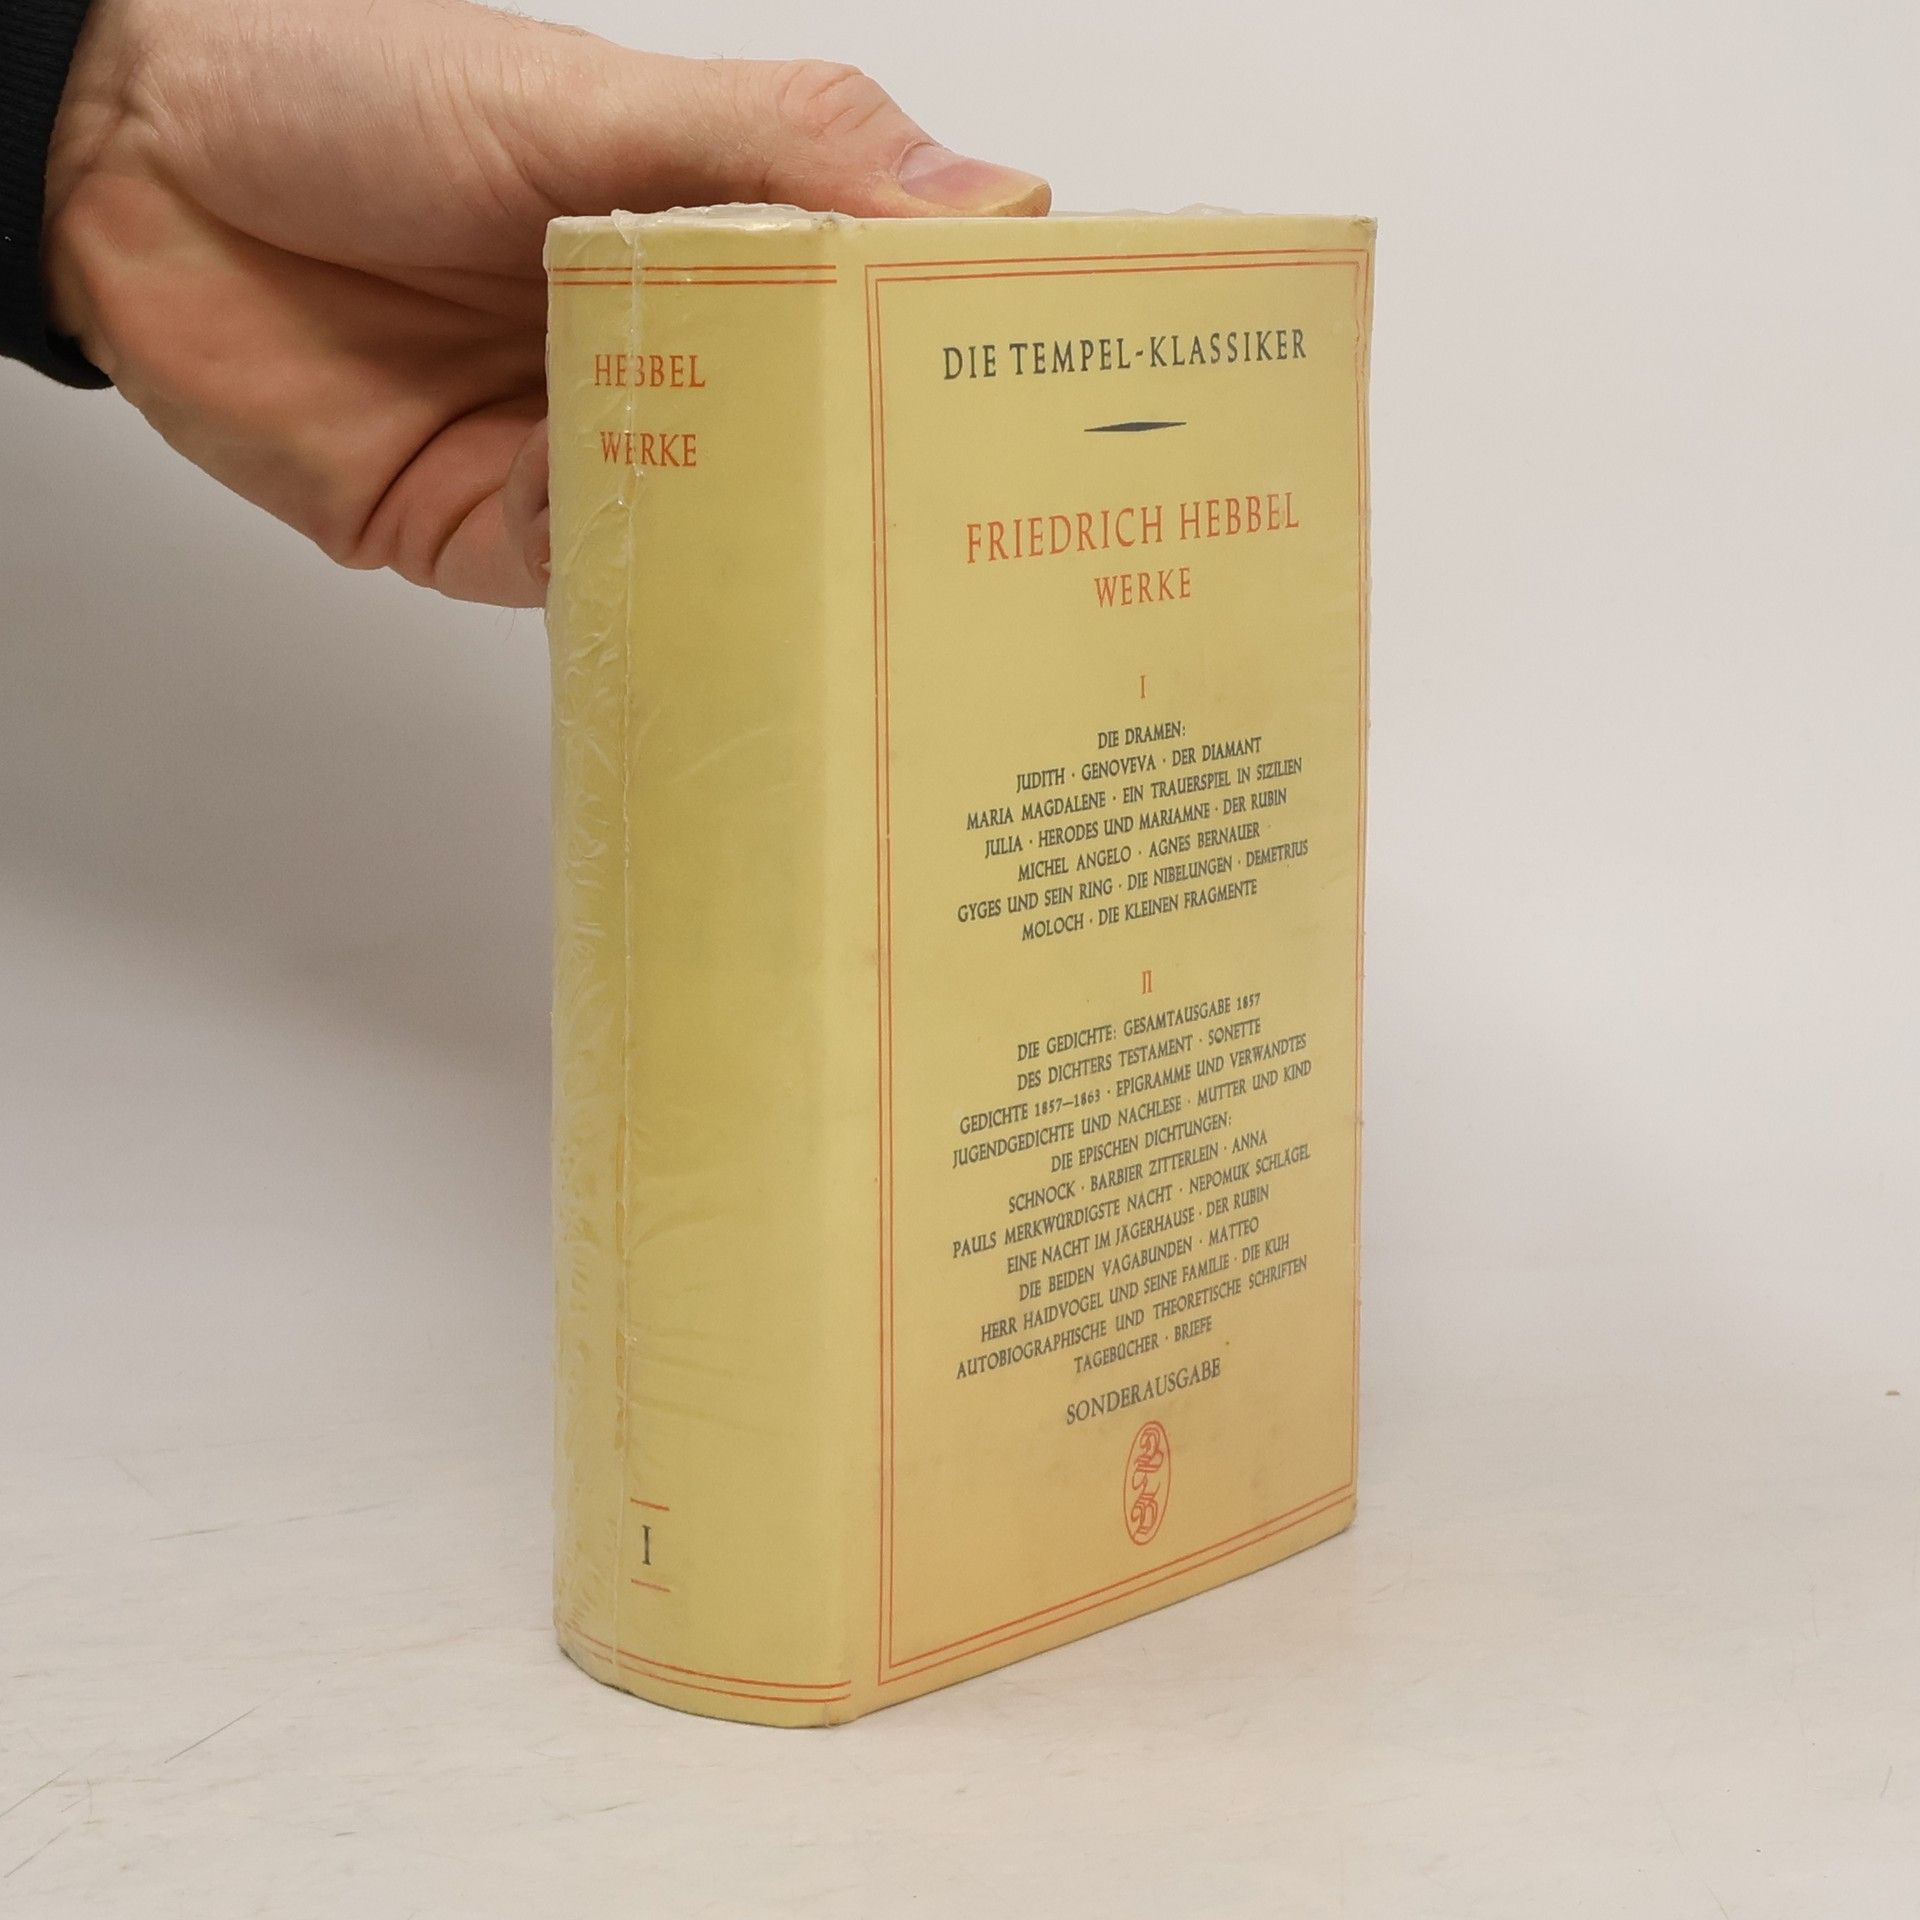 HEBBEL
WERKE
I
DIE TEMPEL-KLASSIKER
FRIEDRICH HEBBEL
WERKE
I
DIE DRAMEN:
JUDITH · GENOVEVA · DER DIAMANT
MARIA MAGDALENE · EIN TRAUERSPIEL IN SIZILIEN
JULIA · HERODES UND MARIAMNE · DER RUBIN
MICHEL ANGELO · AGNES BERNAUER
GYGES UND SEIN RING · DIE NIBELUNGEN · DEMETRIUS
MOLOCH · DIE KLEINEN FRAGMENTE
II
DIE GEDICHTE: GESAMTAUSGABE 1857
DES DICHTERS TESTAMENT · SONETTE
GEDICHTE 1857—1863 · EPIGRAMME UND VERWANDTES
JUGENDGEDICHTE UND NACHLESE · MUTTER UND KIND
DIE EPISCHEN DICHTUNGEN:
SCHNOCK · BARBIER ZITTERLEIN · ANNA
PAULS MERKWÜRDIGSTE NACHT · NEPOMUK SCHLÄGEL
EINE NACHT IM JÄGERHAUSE · DER RUBIN
DIE BEIDEN VAGABUNDEN · MATTEO
HERR HAIDVOGEL UND SEINE FAMILIE · DIE KUH
AUTOBIOGRAPHISCHE UND THEORETISCHE SCHRIFTEN
TAGEBÜCHER · BRIEFE
SONDERAUSGABE